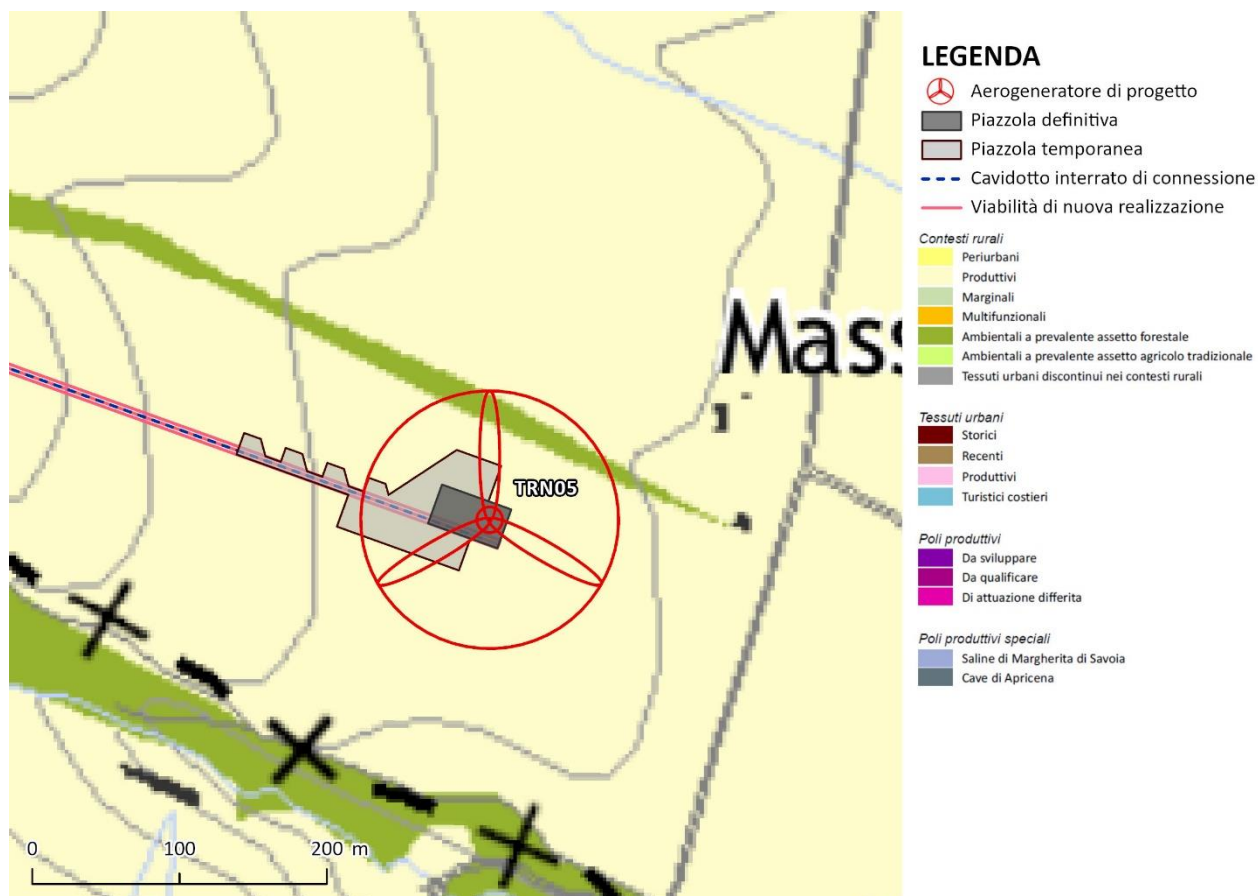 Mass
TRN05
0 100 200 m
LEGENDA
Aerogeneratore di progetto
Piazzola definitiva
Piazzola temporanea
Cavidotto interrato di connessione
Viabilità di nuova realizzazione
Contesti rurali
Periurbani
Produttivi
Marginali
Multifunzionali
Ambientali a prevalente assetto forestale
Ambientali a prevalente assetto agricolo tradizionale
Tessuti urbani discontinui nei contesti rurali
Tessuti urbani
Storici
Recenti
Produttivi
Turistici costieri
Poli produttivi
Da sviluppare
Da qualificare
Di attuazione differita
Poli produttivi speciali
Saline di Margherita di Savoia
Cave di Apricena